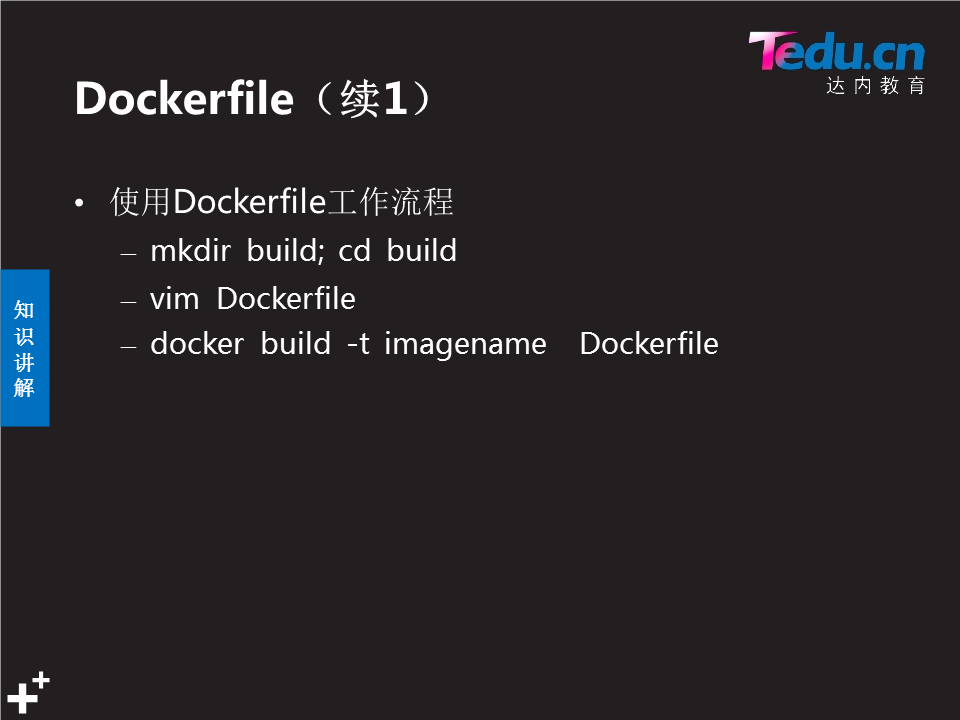 Tedu.cn
达内教育
Dockerfile（续1）
• 使用Dockerfile工作流程
– mkdir build; cd build
– vim Dockerfile
– docker build -t imagename Dockerfile
知
识
讲
解